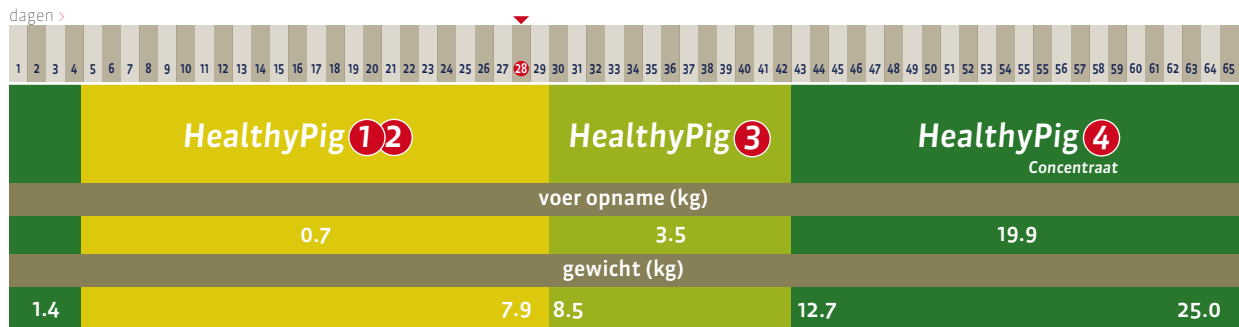 dagen >
1 2 3 4 5 6 7 8 9 10 11 12 13 14 15 16 17 18 19 20 21 22 23 24 25 26 27 28 29 30 31 32 33 34 35 36 37 38 39 40 41 42 43 44 45 46 47 48 49 50 51 52 53 54 55 56 57 58 59 60 61 62 63 64 65
HealthyPig 1 2 HealthyPig 3 HealthyPig 4
Concentraat
voer opname (kg)
0.7 3.5 19.9
gewicht (kg)
1.4 7.9 8.5 12.7 25.0